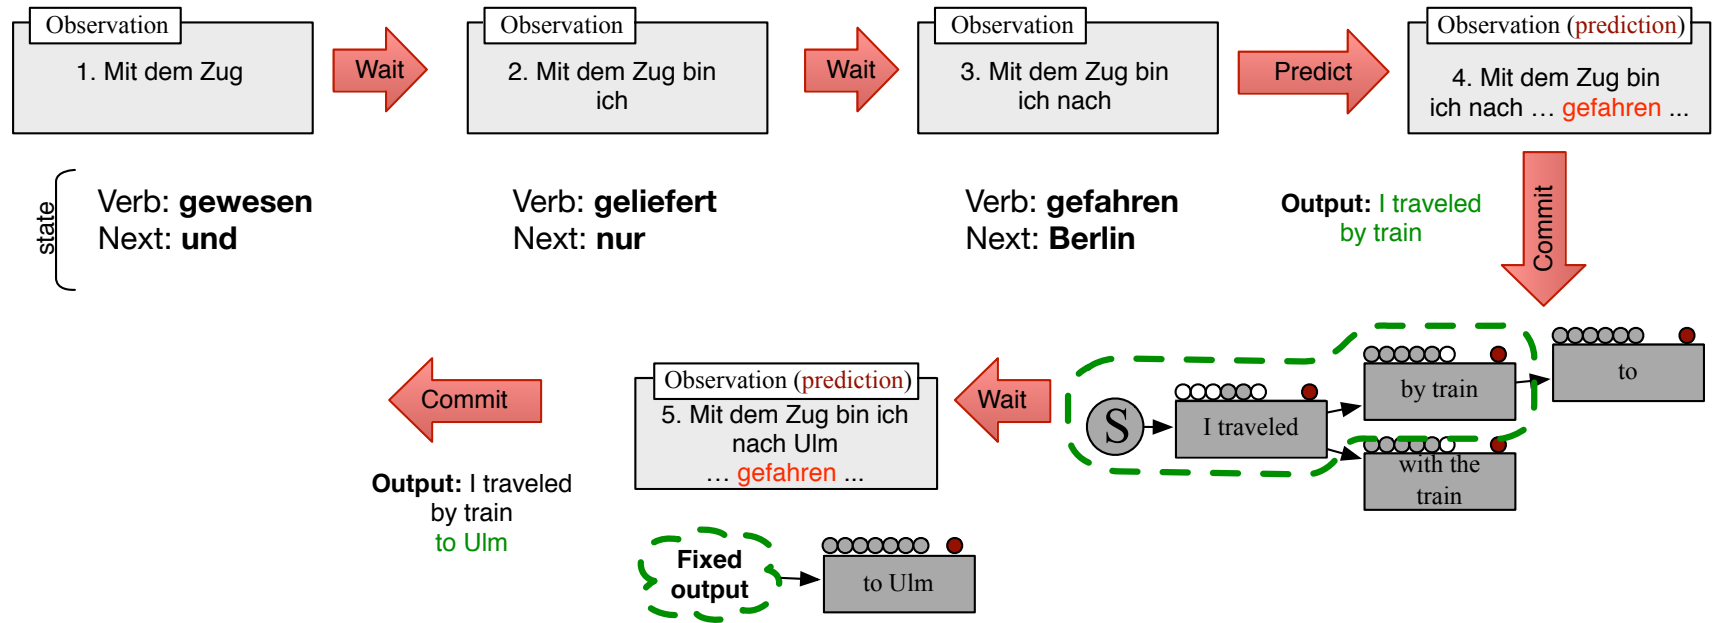 Observation
1. Mit dem Zug
Wait
Observation
2. Mit dem Zug bin
ich
Wait
Observation
3. Mit dem Zug bin
ich nach
Predict
Observation (prediction)
4. Mit dem Zug bin
ich nach … gefahren ...
state
Verb: gewesen
Next: und
Verb: geliefert
Next: nur
Verb: gefahren
Next: Berlin
Output: I traveled
by train
Commit
S
I traveled
by train
to
with the
train
Wait
Observation (prediction)
5. Mit dem Zug bin ich
nach Ulm
… gefahren ...
Commit
Output: I traveled
by train
to Ulm
Fixed
output
to Ulm